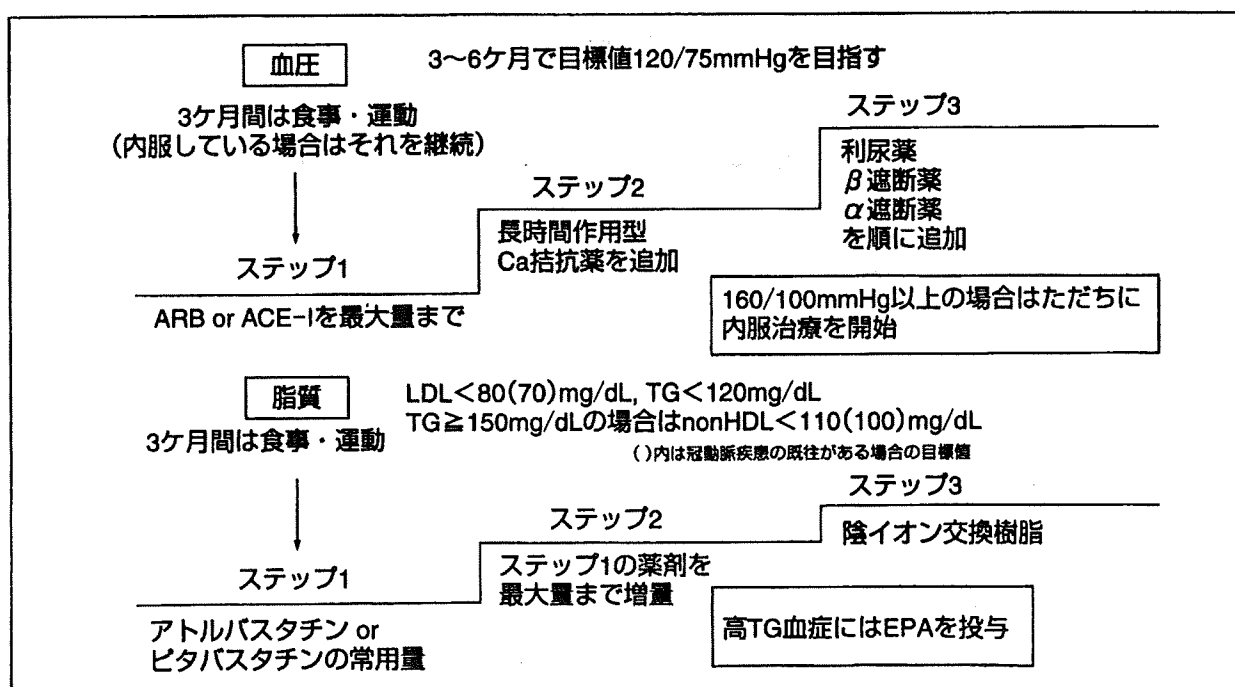 血圧
3〜6ケ月で目標値120/75mmHgを目指す
3ケ月間は食事・運動
(内服している場合はそれを継続)
ステップ1
ARB or ACE-Iを最大量まで
ステップ2
長時間作用型
Ca拮抗薬を追加
ステップ3
利尿薬
β遮断薬
α遮断薬
を順に追加
160/100mmHg以上の場合はただちに
内服治療を開始
脂質
LDL<80(70)mg/dL, TG<120mg/dL
TG≧150mg/dLの場合はnonHDL<110(100)mg/dL
( )内は冠動脈疾患の既往がある場合の目標値
3ケ月間は食事・運動
ステップ1
アトルバスタチン or
ピタバスタチンの常用量
ステップ2
ステップ1の薬剤を
最大量まで増量
ステップ3
陰イオン交換樹脂
高TG血症にはEPAを投与